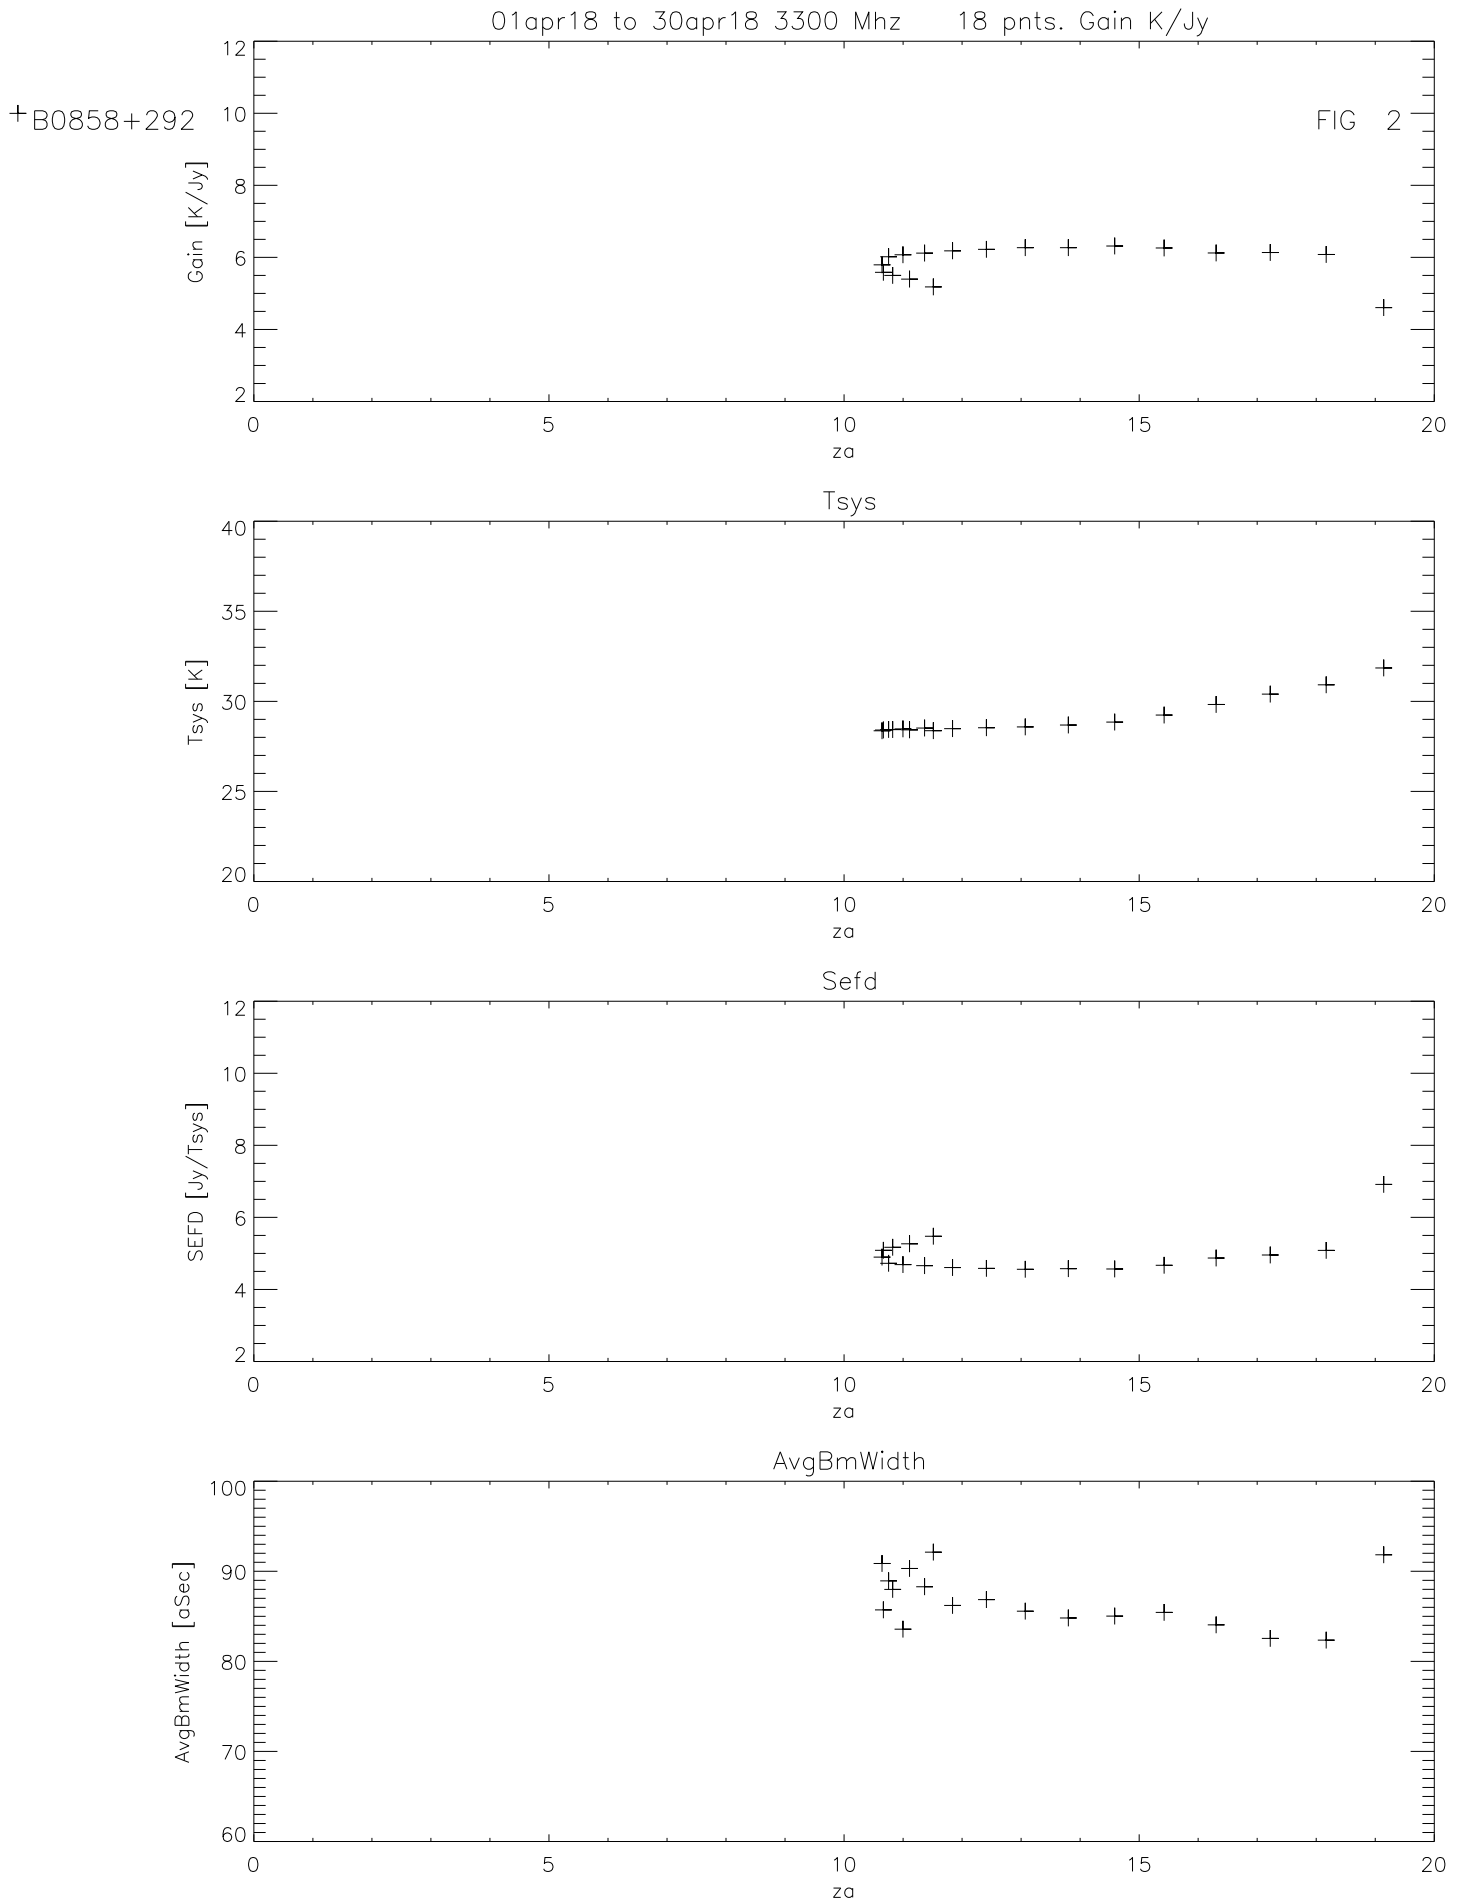 01apr18 to 30apr18 3300 Mhz 18 pnts. Gain K/Jy
+B0858+292
FIG 2
Gain [K/Jy]
12
10
8
6
4
2
0 5 10 15 20
za
Tsys
Tsys [K]
40
35
30
25
20
0 5 10 15 20
za
Sefd
SEFD [Jy/Tsys]
12
10
8
6
4
2
0 5 10 15 20
za
AvgBmWidth
AvgBmWidth [aSec]
100
90
80
70
60
0 5 10 15 20
za